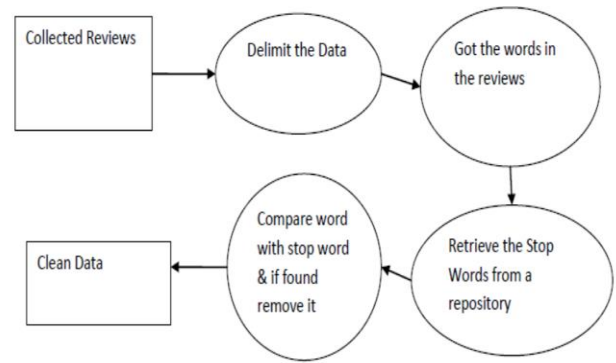 Collected Reviews
Delimit the Data
Got the words in
the reviews
Retrieve the Stop
Words from a
repository
Compare word
with stop word
& if found
remove it
Clean Data